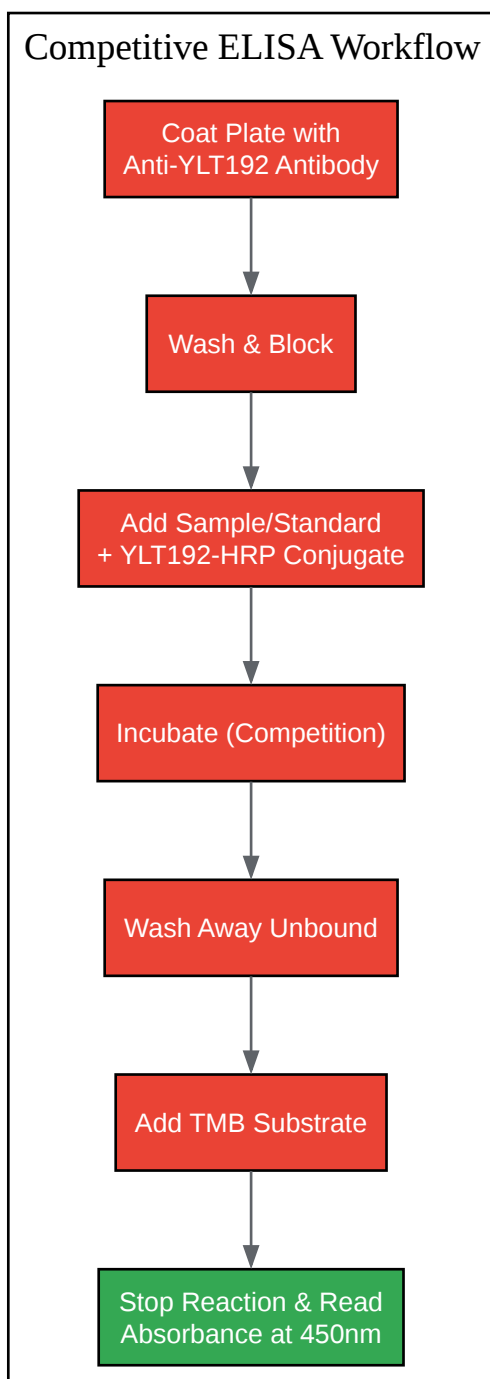 Competitive ELISA Workflow
Coat Plate with
Anti-YLT192 Antibody
Wash & Block
Add Sample/Standard
+ YLT192-HRP Conjugate
Incubate (Competition)
Wash Away Unbound
Add TMB Substrate
Stop Reaction & Read
Absorbance at 450nm